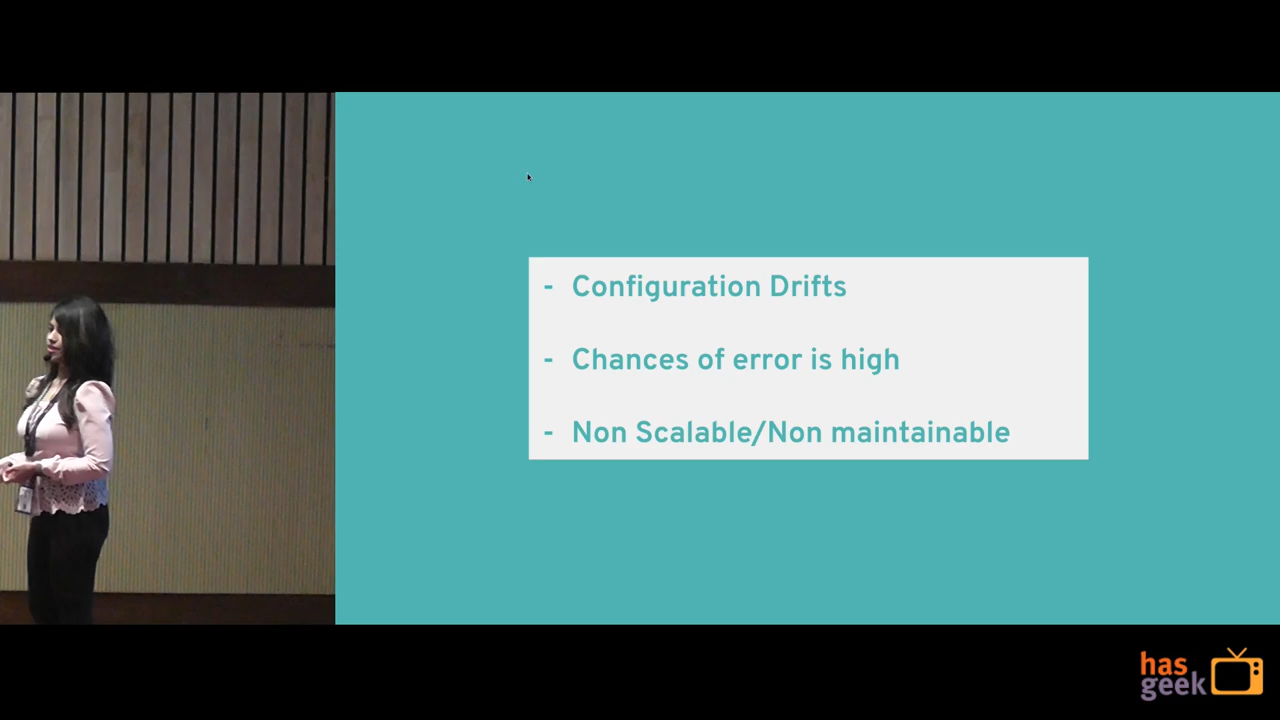 - Configuration Drifts
- Chances of error is high
- Non Scalable/Non maintainable
has
geek